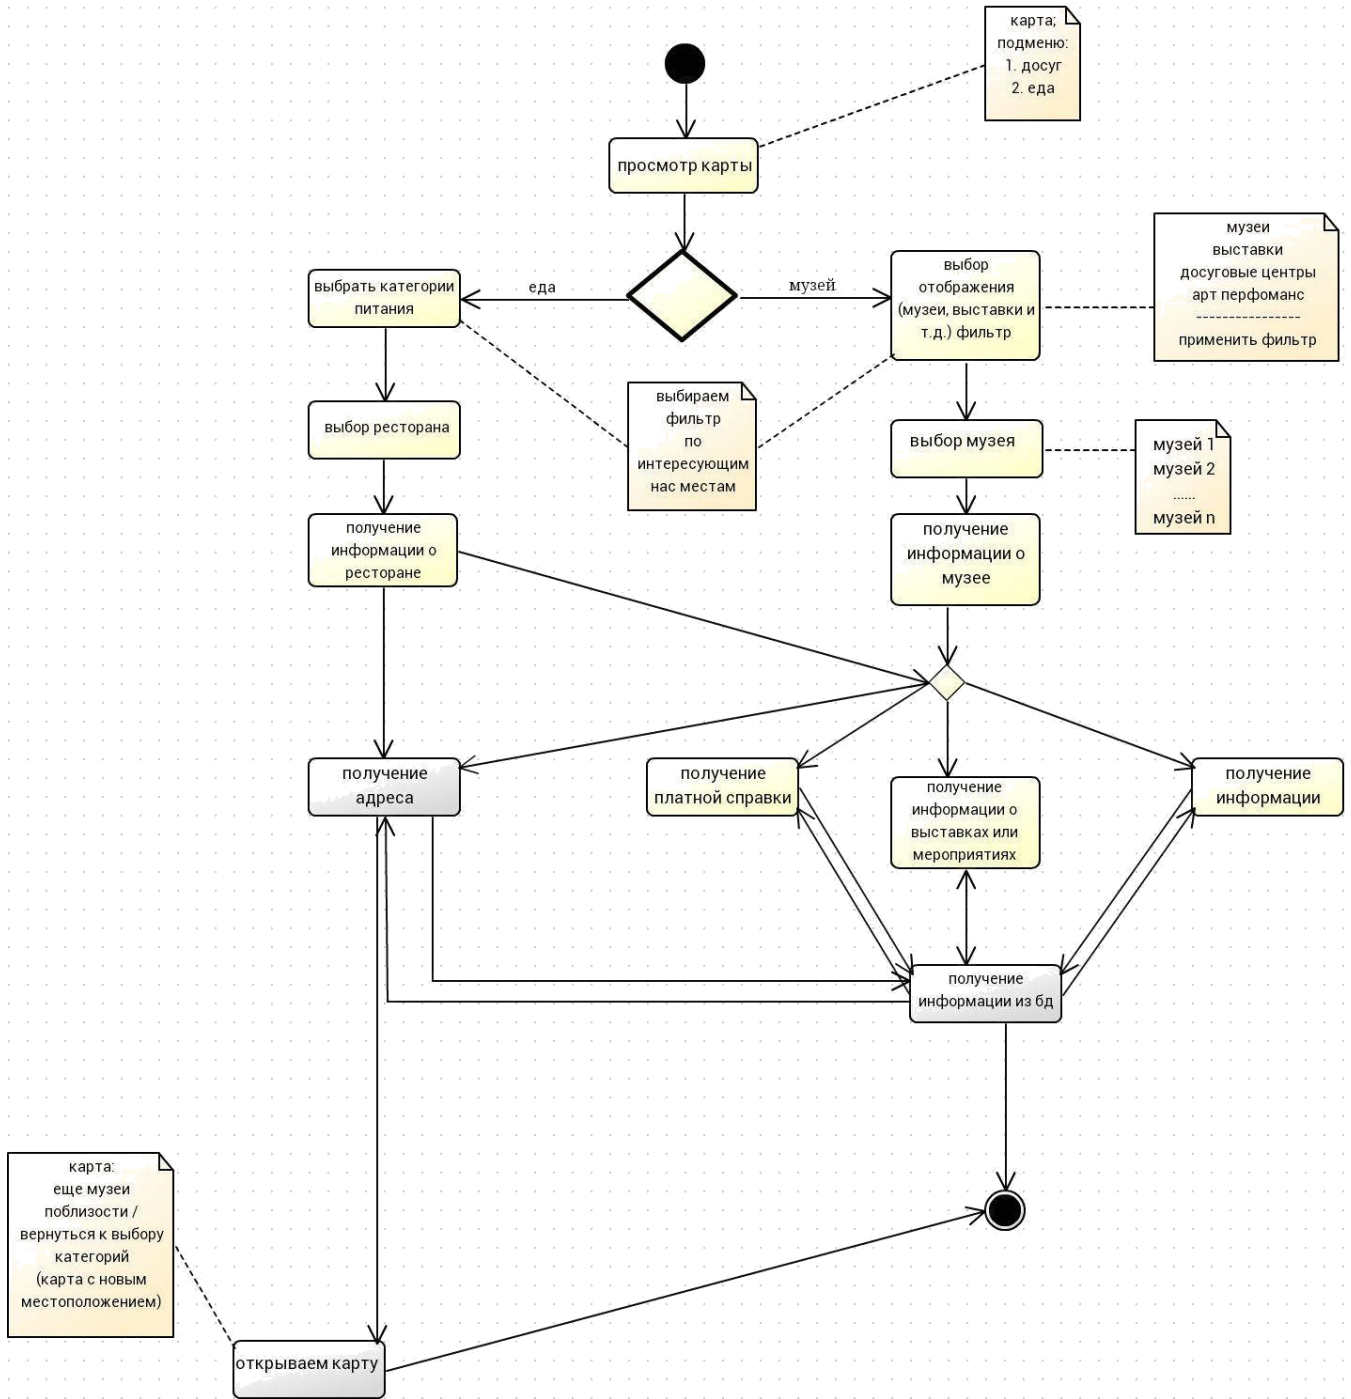 карта;
подменю:
1. досуг
2. еда
просмотр карты
музеи
выставки
досуговые центры
арт перфоманс
----------------
применить фильтр
выбрать категории
питания
еда
музей
выбор
отображения
(музеи, выставки и
т.д.) фильтр
выбираем
фильтр
по
интересующим
нас местам
выбор ресторана
выбор музея
музей 1
музей 2
......
музей n
получение
информации о
ресторане
получение
информации о
музее
получение
адреса
получение
платной справки
получение
информации о
выставках или
мероприятиях
получение
информации
получение
информации из бд
карта:
еще музеи
поблизости /
вернуться к выбору
категорий
(карта с новым
местоположением)
открываем карту